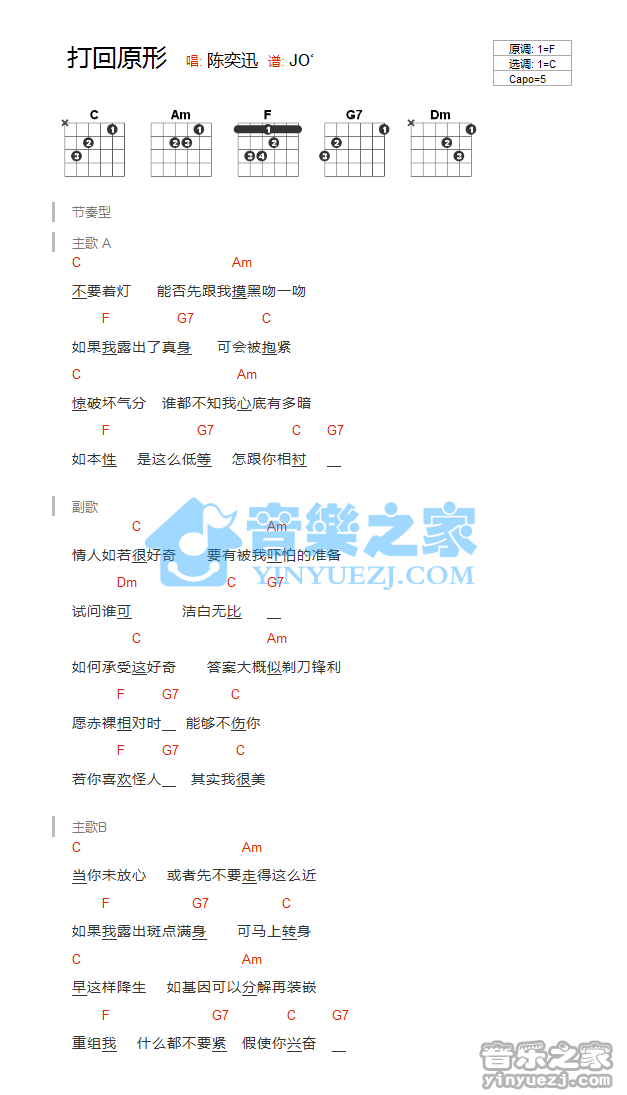 打回原形 唱: 陈奕迅 谱: JO‘
原调: 1=F
选调: 1=C
Capo=5
C Am F G7 Dm
节奏型
主歌 A
C Am
不要着灯 能否先跟我摸黑吻一吻
F G7 C
如果我露出了真身 可会被抱紧
C Am
惊破坏气分 谁都不知我心底有多暗
F G7 C G7
如本性 是这么低等 怎跟你相衬 __
副歌
C Am
情人如若很好奇 要有被我吓怕的准备
Dm C G7
试问谁可 洁白无比 __
C Am
如何承受这好奇 答案大概似剃刀锋利
F G7 C
愿赤裸相对时__ 能够不伤你
F G7 C
若你喜欢怪人__ 其实我很美
主歌B
C Am
当你未放心 或者先不要走得这么近
F G7 C
如果我露出斑点满身 可马上转身
C Am
早这样降生 如基因可以分解再装嵌
F G7 C G7
重组我 什么都不要紧 假使你兴奋 __
音樂之家
YINYUEZJ.COM
音乐之家
yinyuezj.com